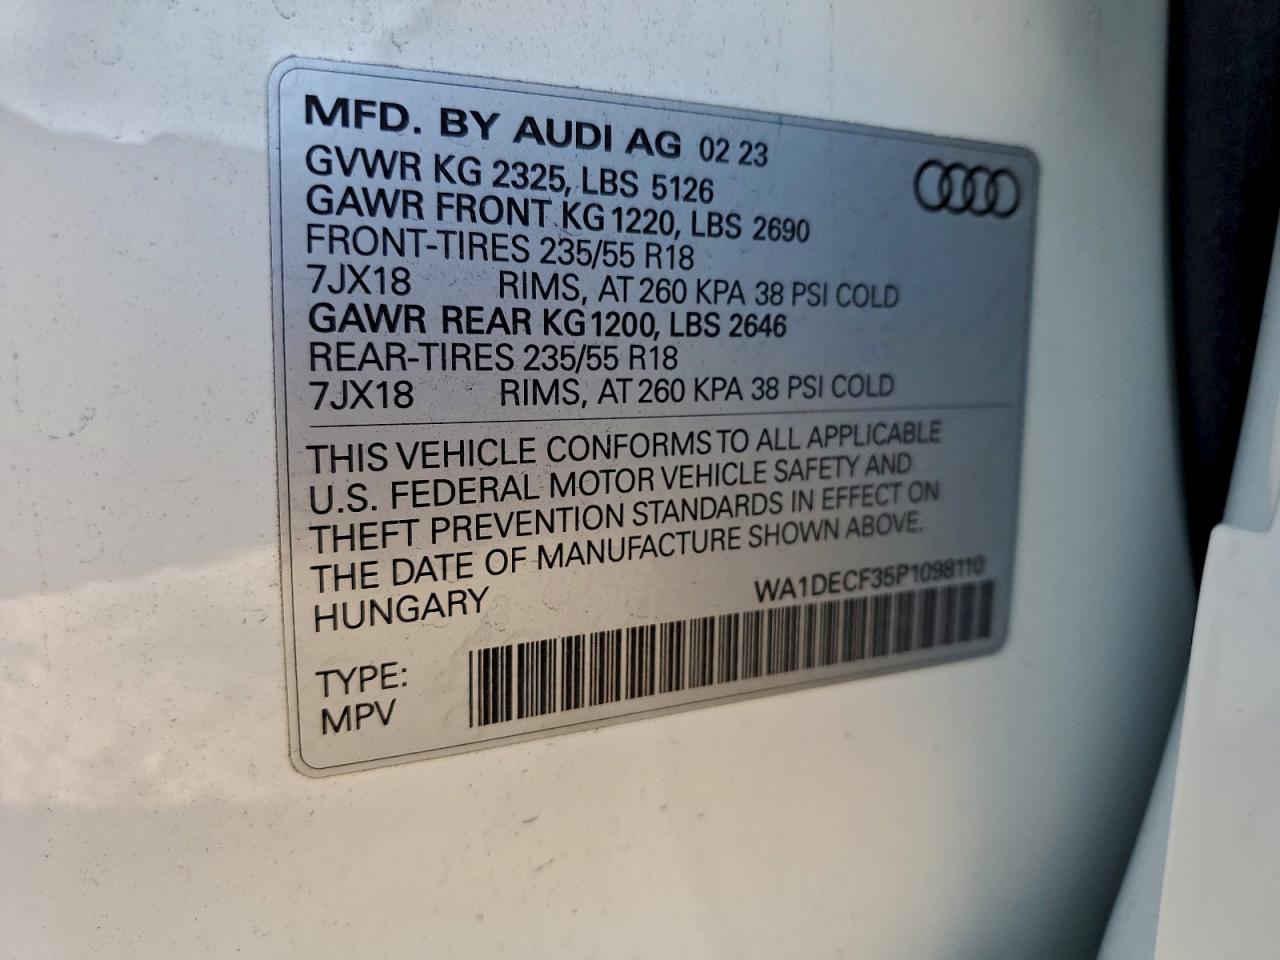 MFD. BY AUDI AG 02 23
GVWR KG 2325, LBS 5126
GAWR FRONT KG 1220, LBS 2690
FRONT-TIRES 235/55 R18
7JX18 RIMS, AT 260 KPA 38 PSI COLD
GAWR REAR KG 1200, LBS 2646
REAR-TIRES 235/55 R18
7JX18 RIMS, AT 260 KPA 38 PSI COLD
THIS VEHICLE CONFORMS TO ALL APPLICABLE
U.S. FEDERAL MOTOR VEHICLE SAFETY AND
THEFT PREVENTION STANDARDS IN EFFECT ON
THE DATE OF MANUFACTURE SHOWN ABOVE.
HUNGARY
WA1DECF35P1098110
TYPE:
MPV